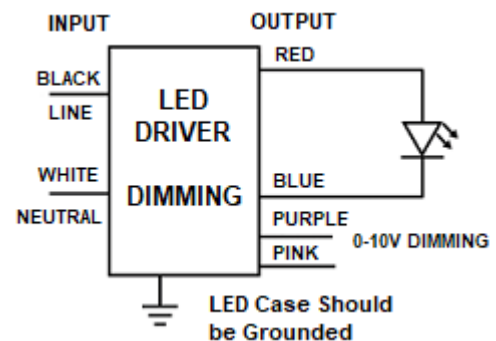 INPUT
OUTPUT
RED
BLACK
LINE
LED
DRIVER
WHITE
DIMMING
BLUE
NEUTRAL
PURPLE
0-10V DIMMING
PINK
LED Case Should
be Grounded